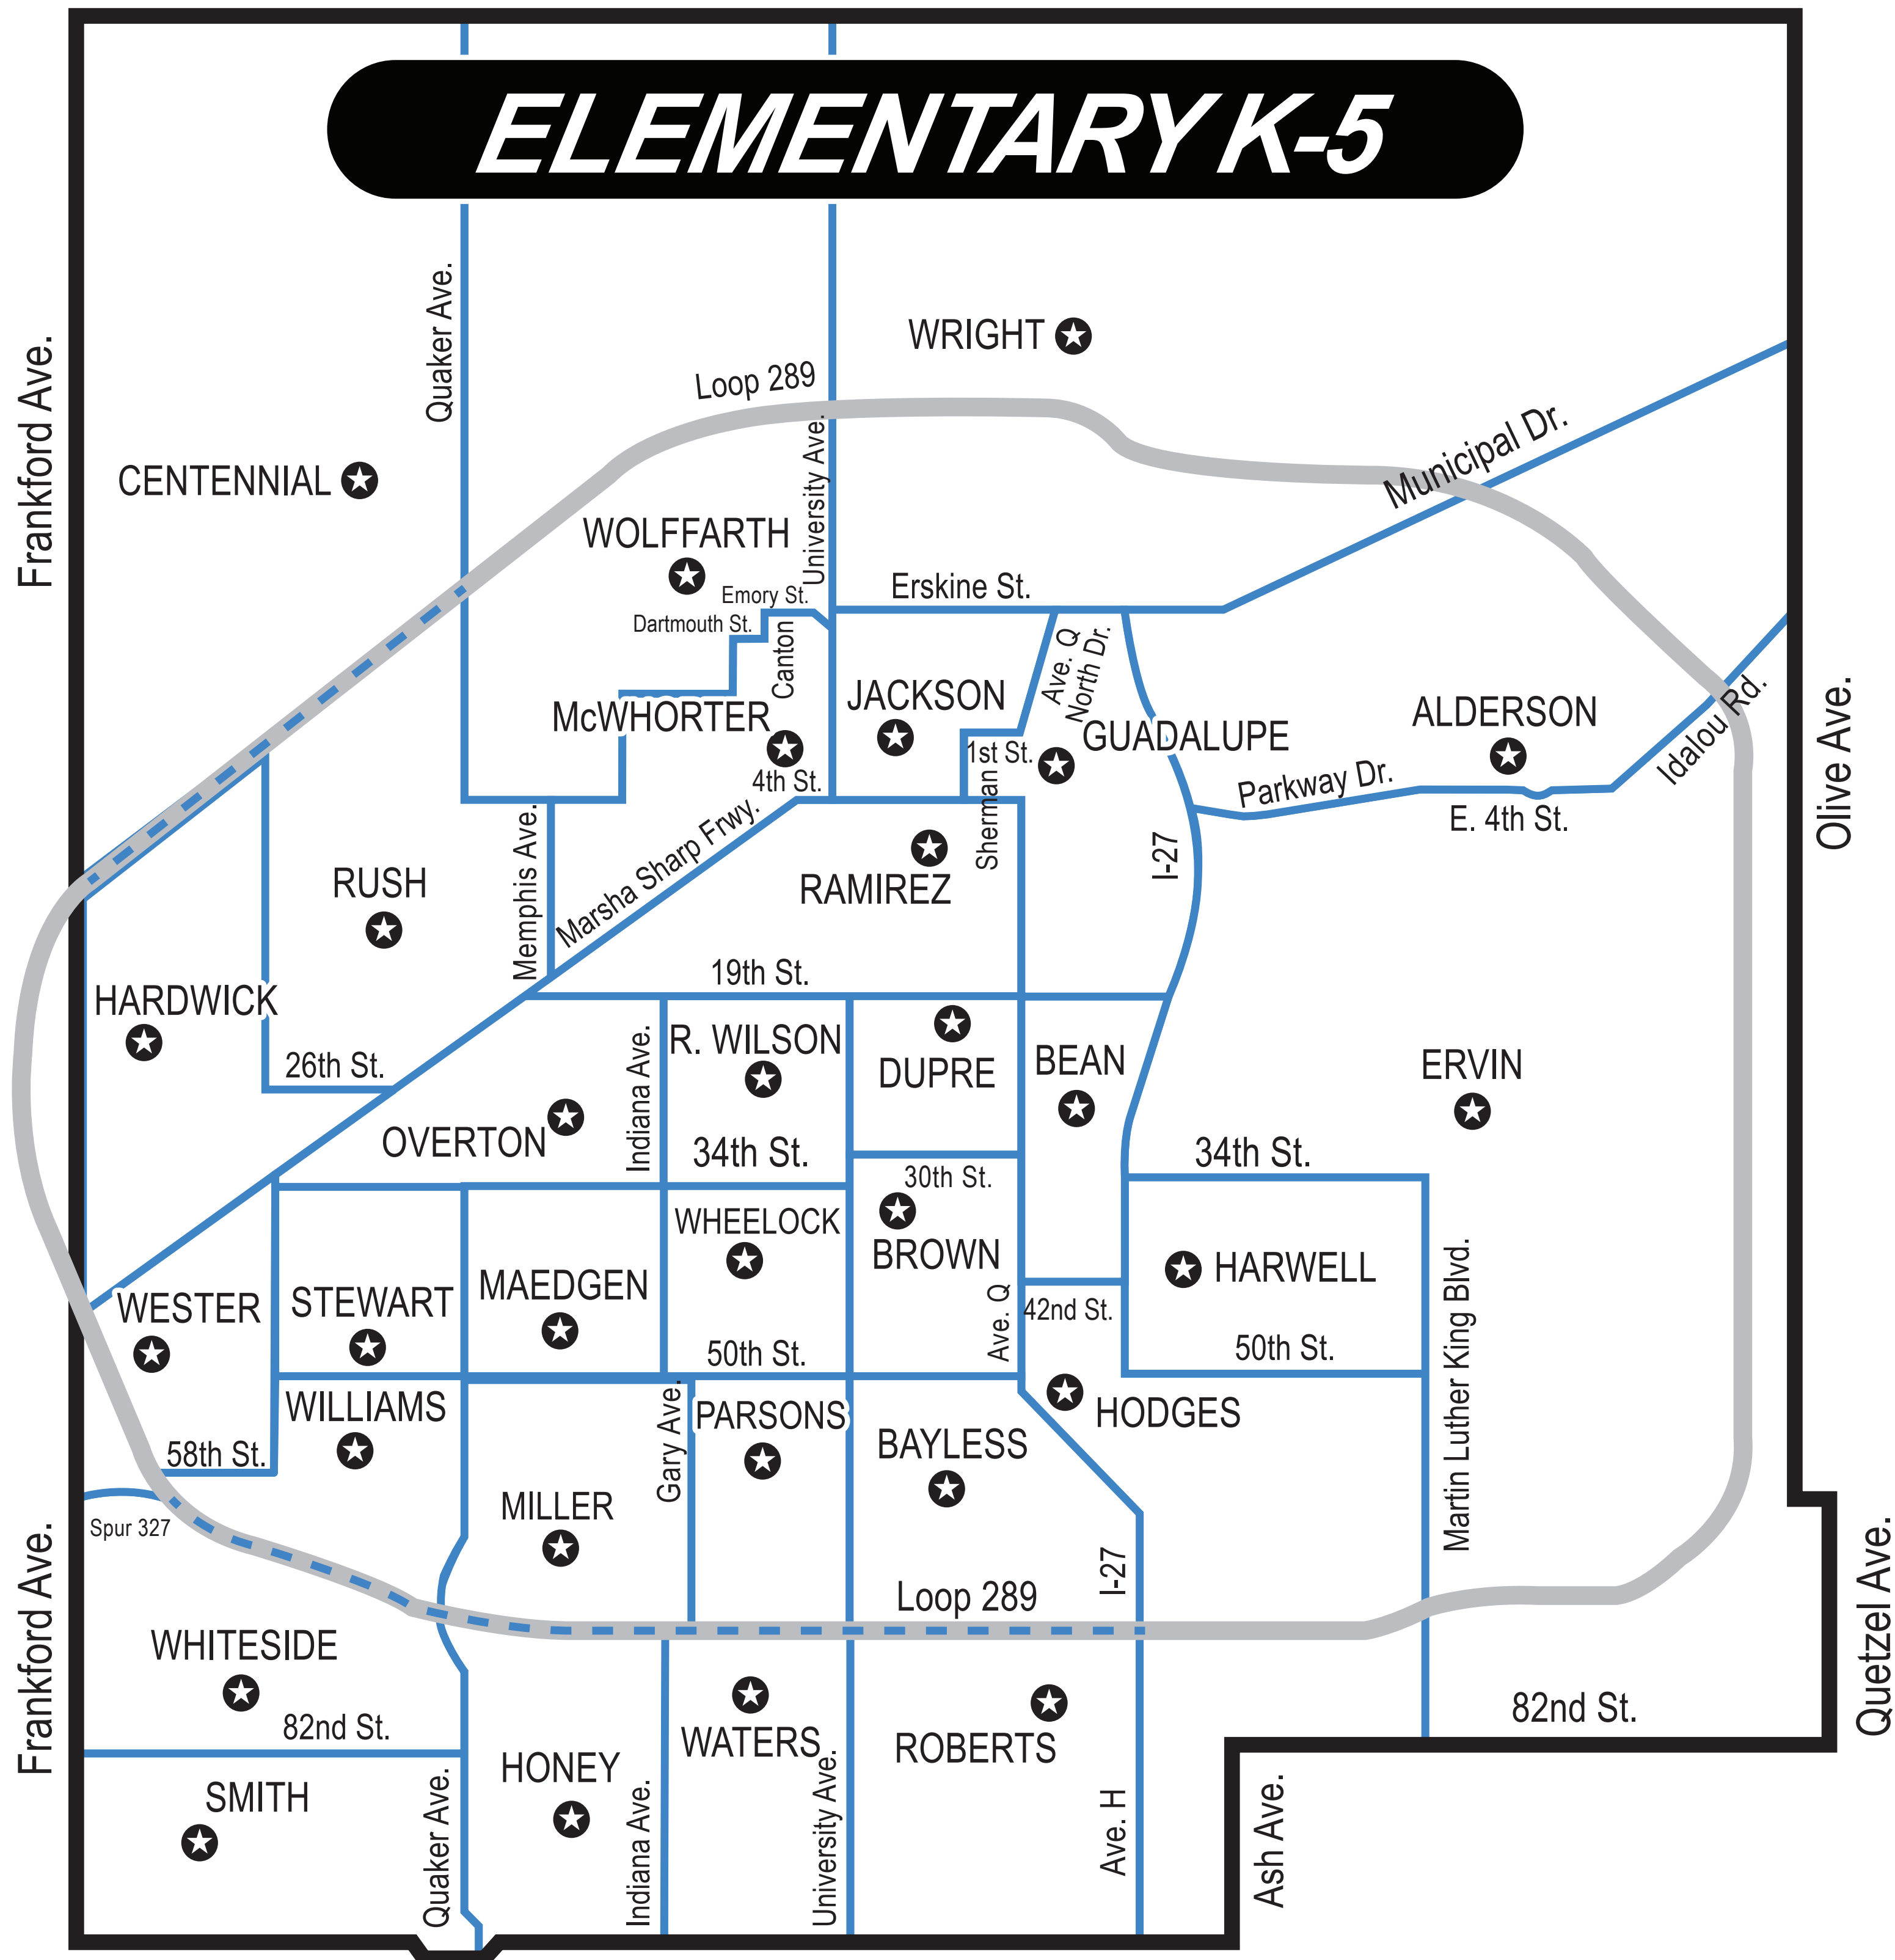 ELEMENTARY K-5
Quaker Ave.
WRIGHT
Frankford Ave.
Loop 289
Municipal Dr.
University Ave.
CENTENNIAL
WOLFFARTH
Erskine St.
Emory St.
Dartmouth St.
Canton
Ave. Q
North Dr.
JACKSON
McWHORTER
GUADALUPE
ALDERSON
1st St.
4th St.
Idalou Rd.
Parkway Dr.
E. 4th St.
Olive Ave.
Sherman
Memphis Ave.
Marsha Sharp Frwy.
I-27
RUSH
RAMIREZ
19th St.
HARDWICK
26th St.
Indiana Ave.
R. WILSON
DUPRE
BEAN
ERVIN
OVERTON
34th St.
34th St.
30th St.
WHEELOCK
BROWN
HARWELL
Martin Luther King Blvd.
WESTER
STEWART
MAEDGEN
Ave. Q
42nd St.
50th St.
50th St.
WILLIAMS
Gary Ave.
PARSONS
HODGES
BAYLESS
58th St.
MILLER
Spur 327
Frankford Ave.
I-27
Loop 289
Quetzel Ave.
WHITESIDE
82nd St.
82nd St.
WATERS
ROBERTS
HONEY
SMITH
Quaker Ave.
Indiana Ave.
University Ave.
Ave. H
Ash Ave.